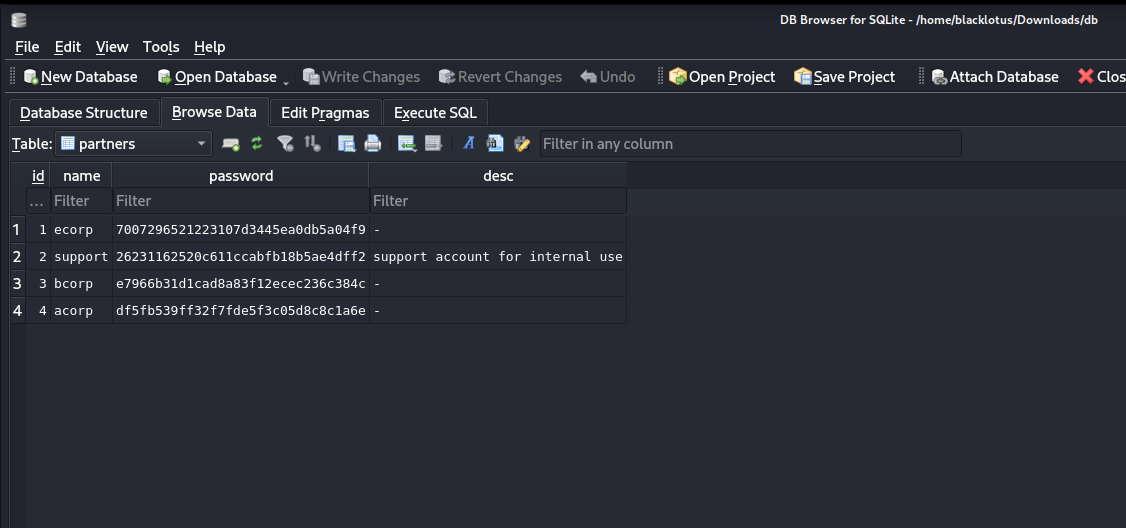 DB Browser for SQLite - /home/blacklotus/Downloads/db
File Edit View Tools Help
New Database Open Database Write Changes Revert Changes Undo Open Project Save Project Attach Database Clos
Database Structure Browse Data Edit Pragmas Execute SQL
Table: partners Filter in any column
id name password desc
... Filter Filter Filter
1 1 ecorp 7007296521223107d3445ea0db5a04f9 -
2 2 support 26231162520c611ccabfb18b5ae4dff2 support account for internal use
3 3 bcorp e7966b31d1cad8a83f12ecec236c384c -
4 4 acorp df5fb539ff32f7fde5f3c05d8c8c1a6e -